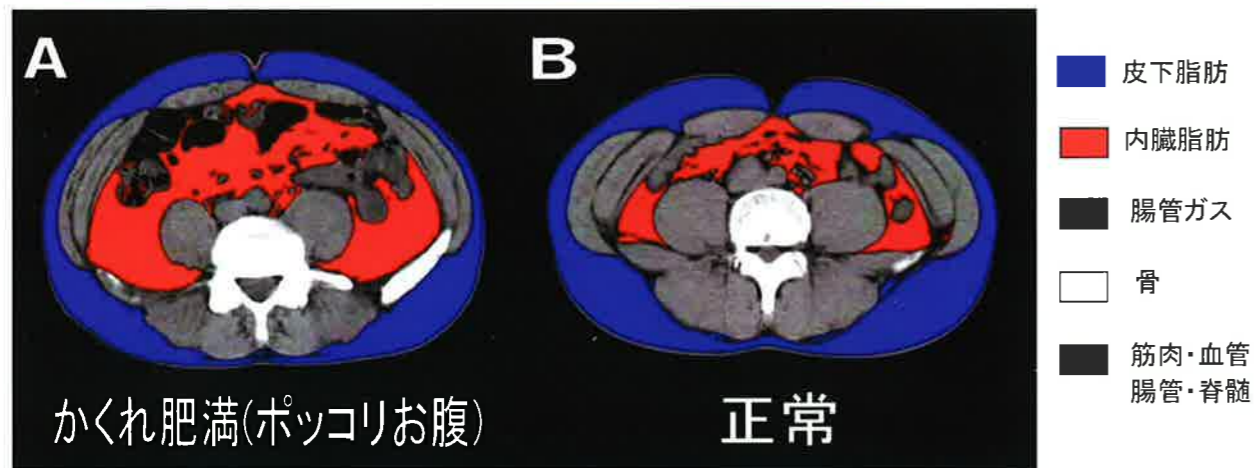 A
B
かくれ肥満(ポッコリお腹)
正常
皮下脂肪
内臓脂肪
腸管ガス
骨
筋肉・血管
腸管・脊髄